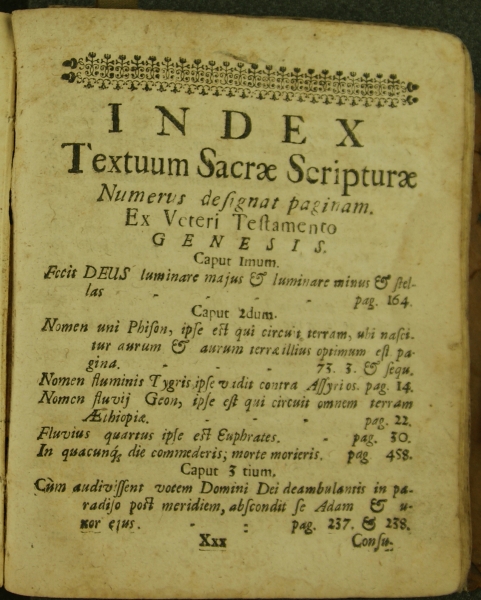 INDEX
Textuum Sacræ Scripturæ
Numerus deſignat paginam.
Ex Veteri Teſtamento
GENESIS.
Caput 1mum.
Fecit DEUS luminare majus & luminare minus & ſtel-
las - - - - pag. 164.
Caput 2dum.
Nomen uni Phiſon, ipſe eſt qui circuit terram, ubi naſci-
tur aurum & aurum terræ illius optimum eſt pa-
gina. - - - 73. 3. & ſequ.
Nomen fluminis Tygris, ipſe vadit contra Aſſyrios. pag. 14.
Nomen fluvij Geon, ipſe eſt qui circuit omnem terram
Æthiopiæ. - - - pag. 22.
Fluvius quartus ipſe eſt Euphrates. - pag. 30.
In quacunq; die commederis; morte morieris. pag 458.
Caput 3 tium.
Cùm audiviſſent vocem Domini Dei deambulantis in pa-
radiſo poſt meridiem, abſcondit ſe Adam & u-
xor ejus. - - - pag. 237. & 238.
Xxx Conſu-